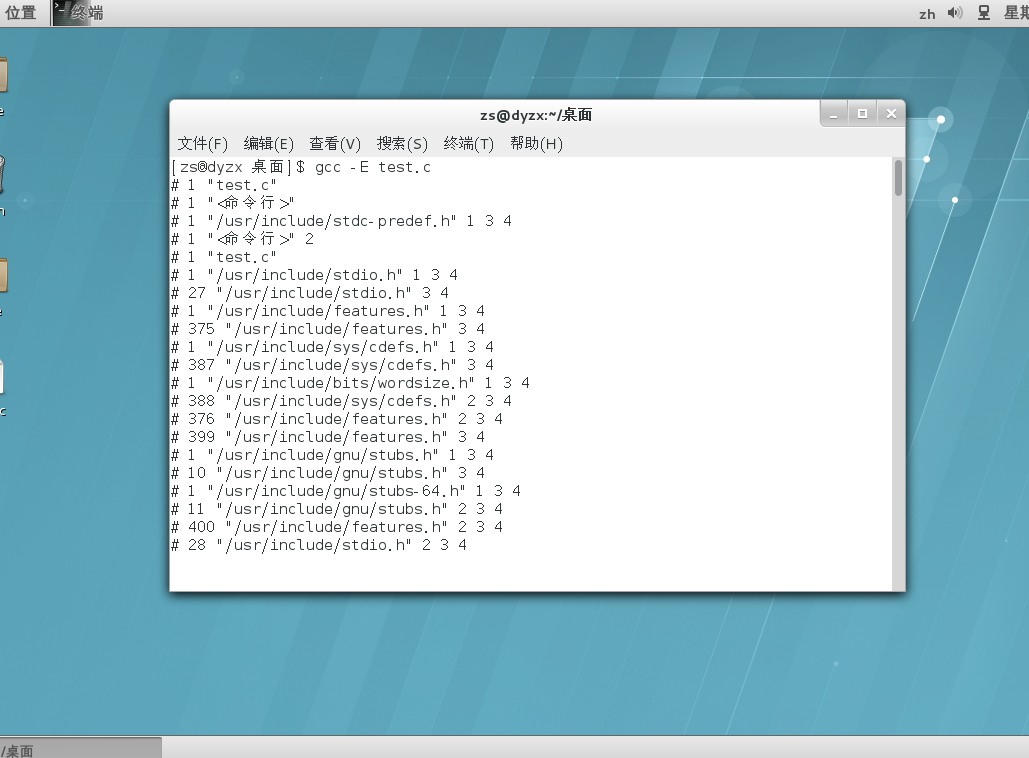 位置 终端 zh 星期
zs@dyzx:~/桌面
文件(F) 编辑(E) 查看(V) 搜索(S) 终端(T) 帮助(H)
[zs@dyzx 桌面]$ gcc -E test.c
# 1 "test.c"
# 1 "<命令行>"
# 1 "/usr/include/stdc-predef.h" 1 3 4
# 1 "<命令行>" 2
# 1 "test.c"
# 1 "/usr/include/stdio.h" 1 3 4
# 27 "/usr/include/stdio.h" 3 4
# 1 "/usr/include/features.h" 1 3 4
# 375 "/usr/include/features.h" 3 4
# 1 "/usr/include/sys/cdefs.h" 1 3 4
# 387 "/usr/include/sys/cdefs.h" 3 4
# 1 "/usr/include/bits/wordsize.h" 1 3 4
# 388 "/usr/include/sys/cdefs.h" 2 3 4
# 376 "/usr/include/features.h" 2 3 4
# 399 "/usr/include/features.h" 3 4
# 1 "/usr/include/gnu/stubs.h" 1 3 4
# 10 "/usr/include/gnu/stubs.h" 3 4
# 1 "/usr/include/gnu/stubs-64.h" 1 3 4
# 11 "/usr/include/gnu/stubs.h" 2 3 4
# 400 "/usr/include/features.h" 2 3 4
# 28 "/usr/include/stdio.h" 2 3 4
/桌面